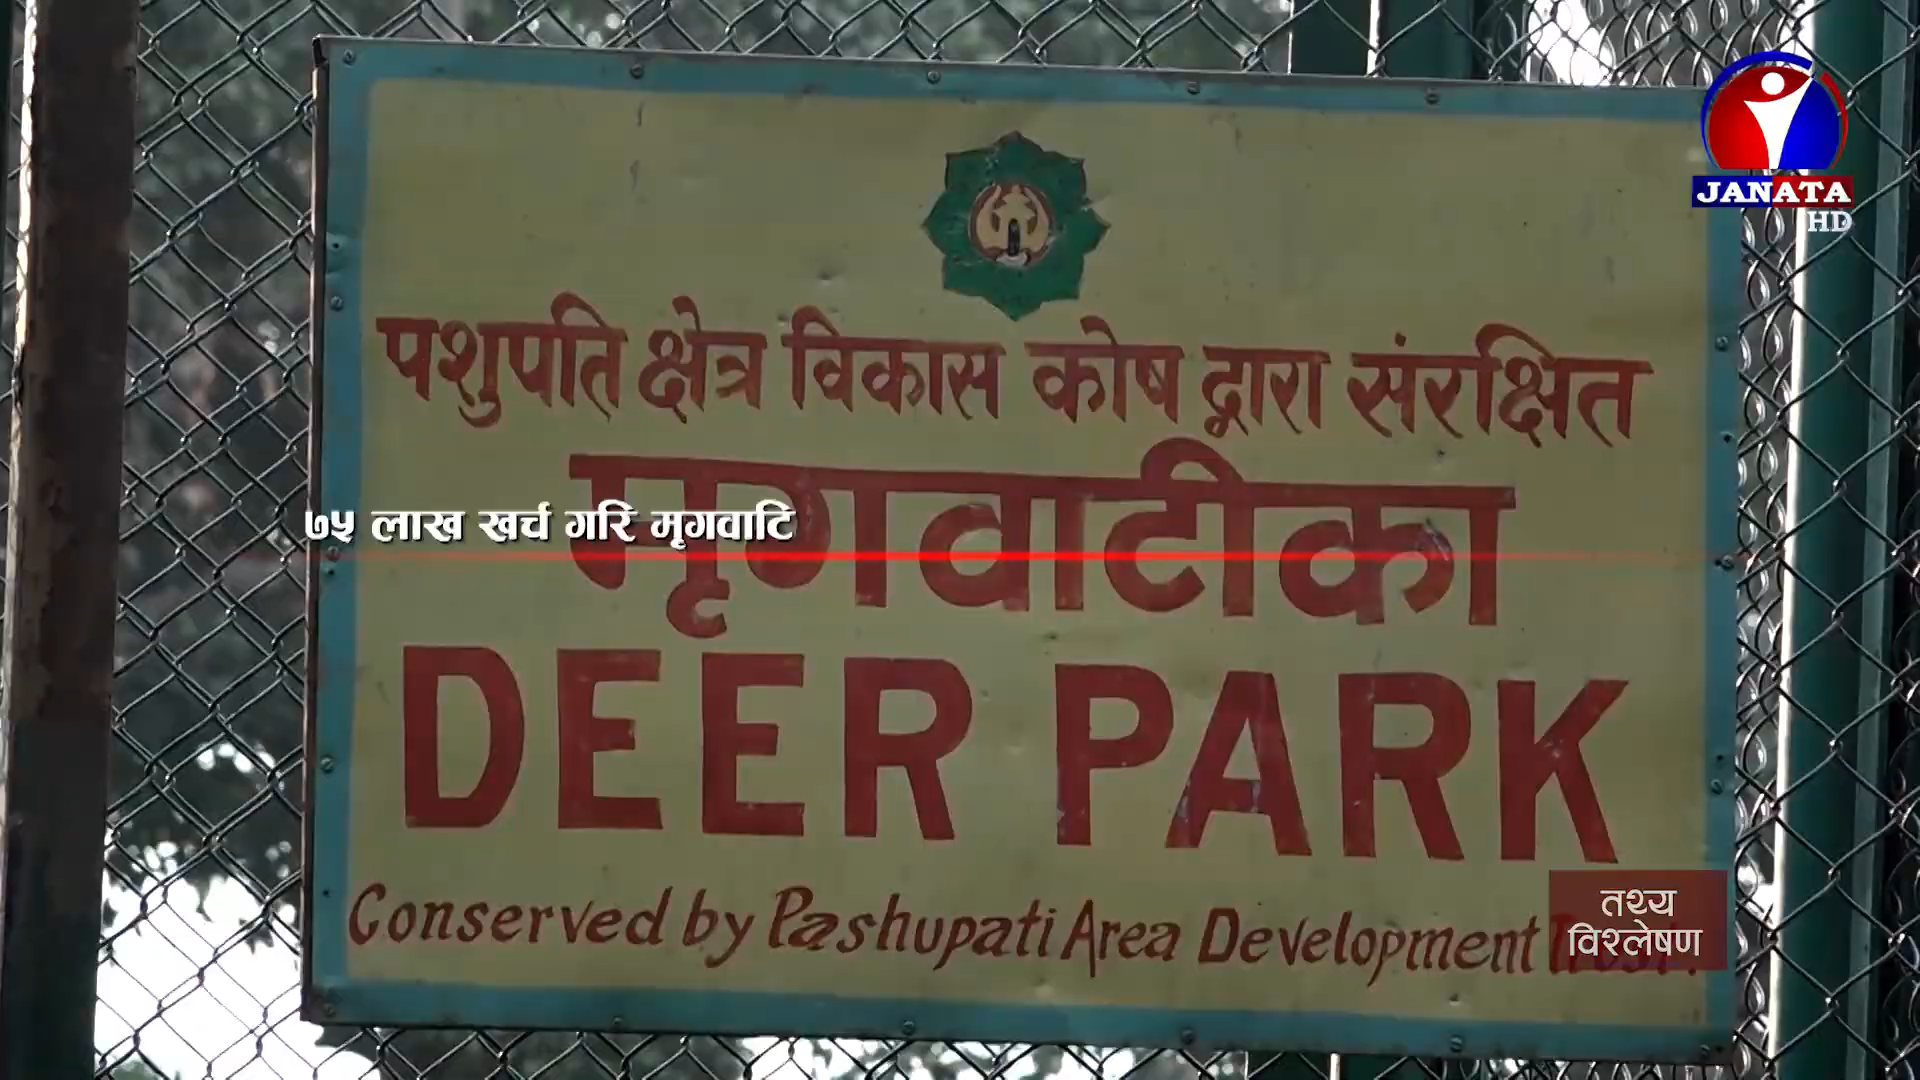 JANATA
HD
पशुपति क्षेत्र विकास कोष द्वारा संरक्षित
मृगवाटीका
७५ लाख खर्च गरि मृगवाटि
DEER PARK
Conserved by Pashupati Area Development
तथ्य
विश्लेषण